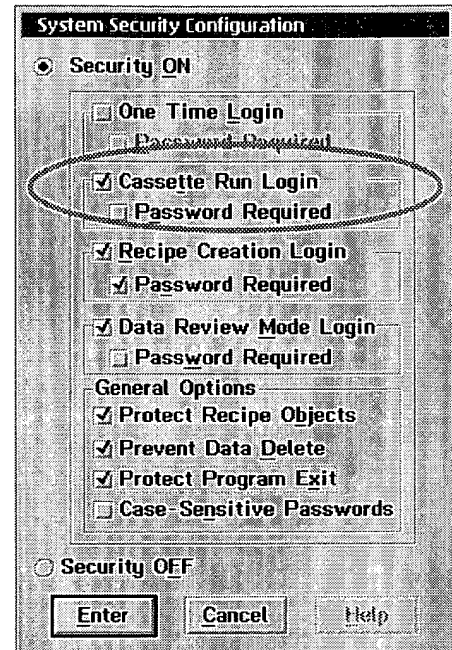 System Security Configuration
Security ON
One Time Login
Password Required
Cassette Run Login
Password Required
Recipe Creation Login
Password Required
Data Review Mode Login
Password Required
General Options
Protect Recipe Objects
Prevent Data Delete
Protect Program Exit
Case-Sensitive Passwords
Security OFF
Enter Cancel Help